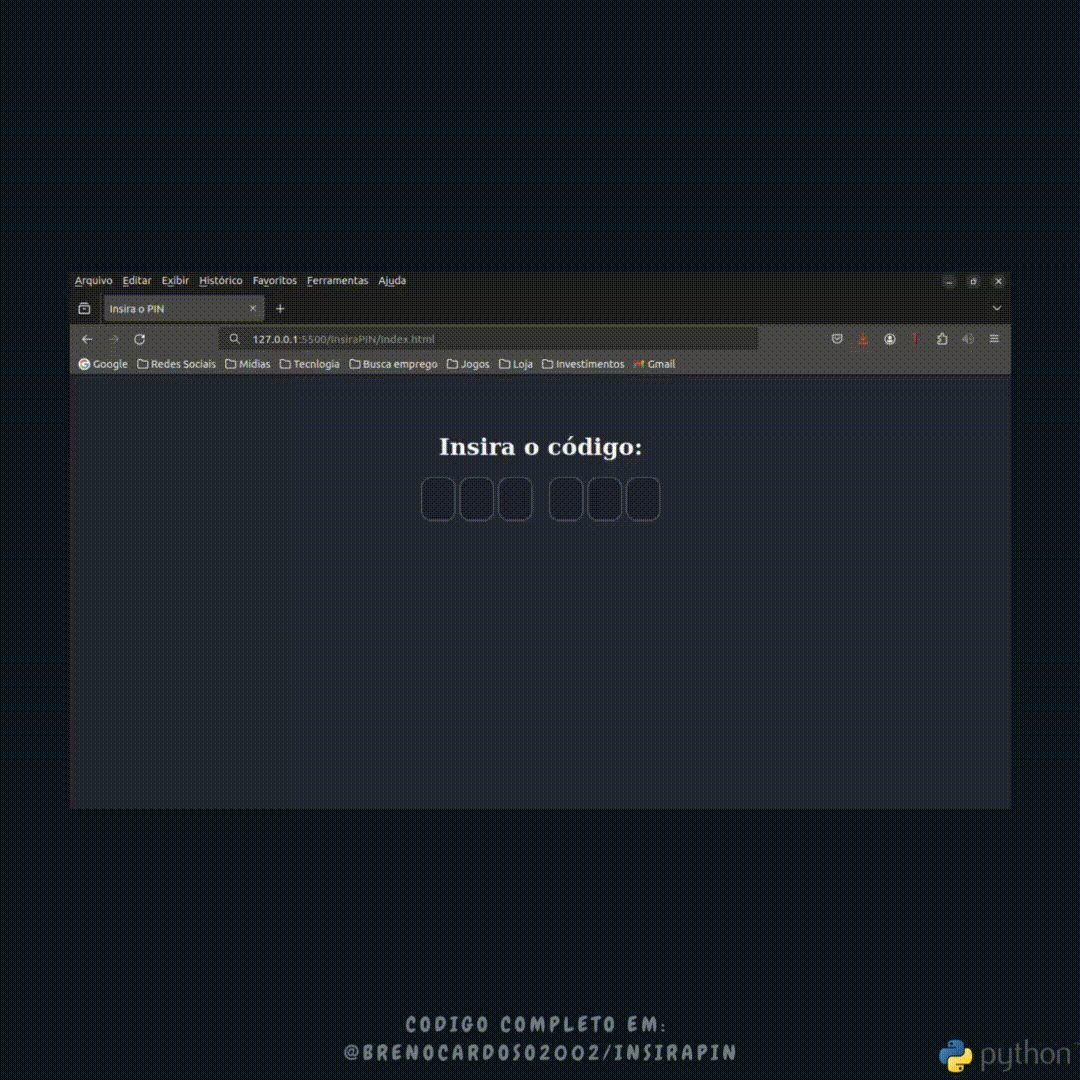 Arquivo Editar Exibir Histórico Favoritos Ferramentas Ajuda
Insira o PIN
127.0.0.1:5500/InsiraPIN/index.html
Google Redes Sociais Midias Tecnlogia Busca emprego Jogos Loja Investimentos Gmail
Insira o código:
CODIGO COMPLETO EM:
@BRENOCARDOSO2002/INSIRAPIN
python™